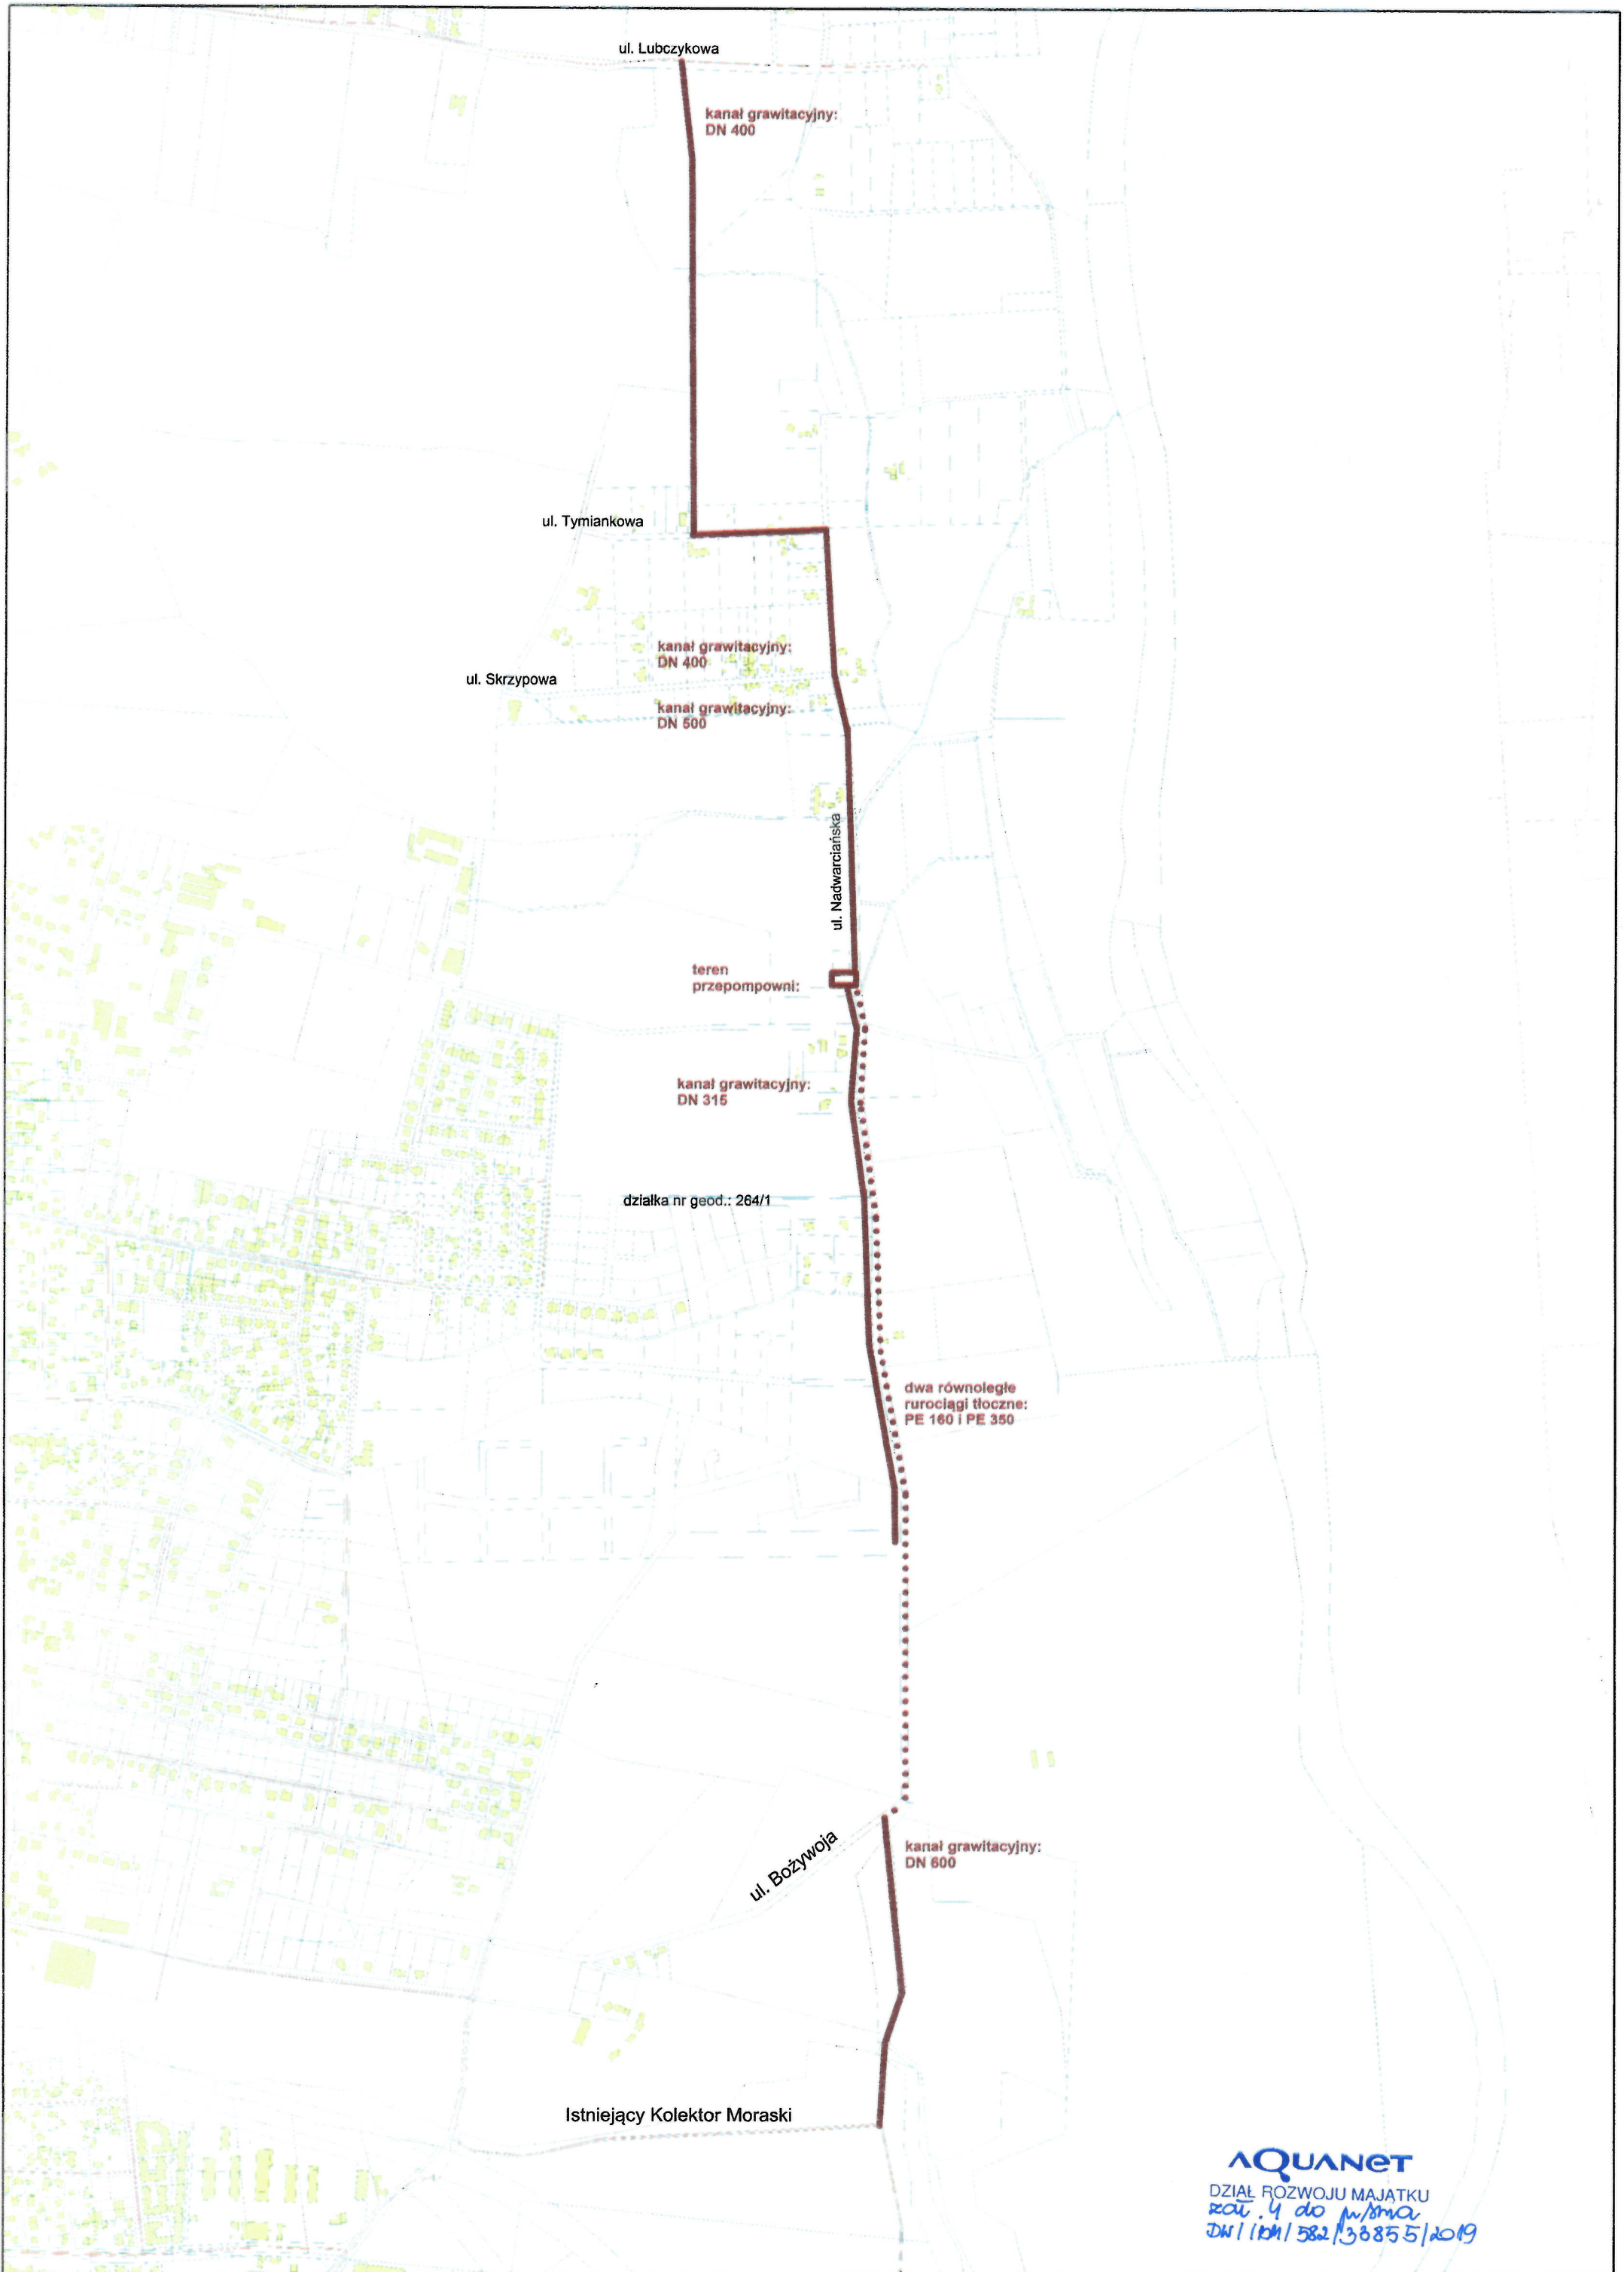 ul. Lubczykowa
kanał grawitacyjny:
DN 400
ul. Tymiankowa
kanał grawitacyjny:
DN 400
ul. Skrzypowa
kanał grawitacyjny:
DN 500
ul. Nadwarciańska
teren
przepompowni:
kanał grawitacyjny:
DN 315
działka nr geod.: 264/1
dwa równoległe
rurociągi tłoczne:
PE 160 i PE 350
ul. Bożywoja
kanał grawitacyjny:
DN 600
Istniejący Kolektor Moraski
AQUANET
DZIAŁ ROZWOJU MAJĄTKU
zał. 4 do pisma
582/33855/2019